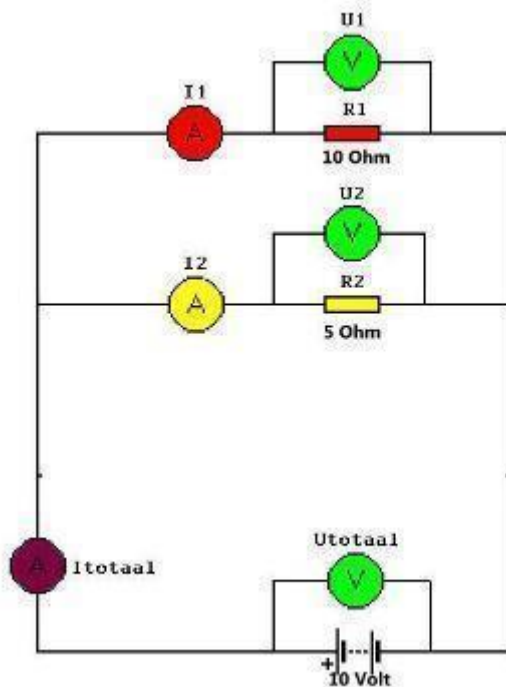 U1
V
I1
A
R1
10 Ohm
U2
V
I2
A
R2
5 Ohm
Utotaal
A
Itotaal
V
+
10 Volt